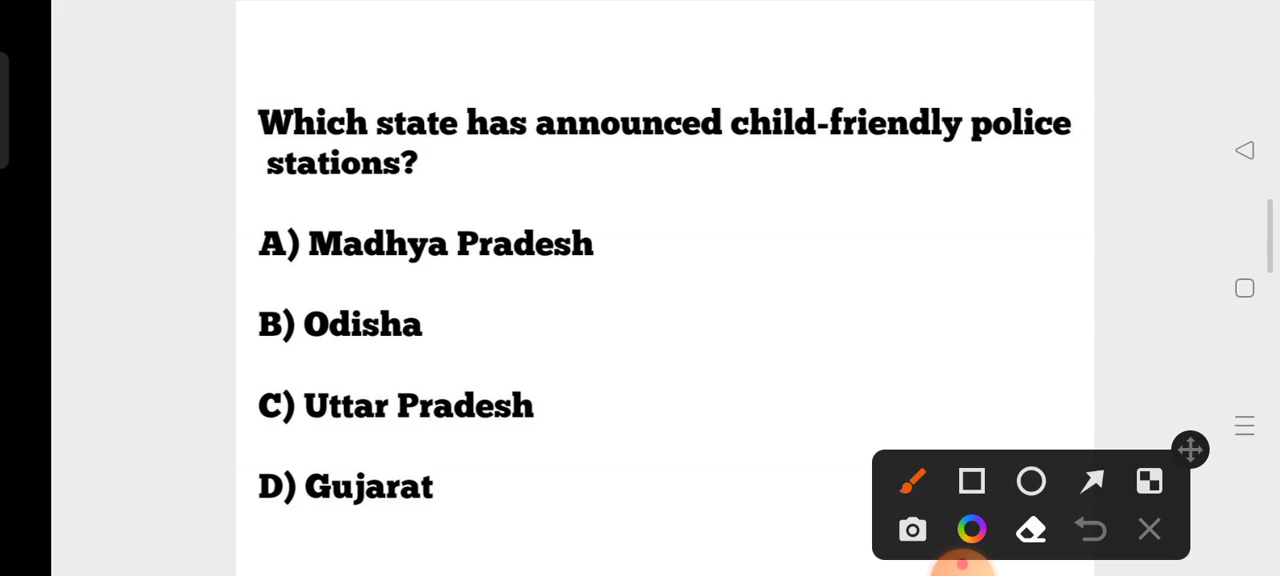 Which state has announced child-friendly police
stations?
A) Madhya Pradesh
B) Odisha
C) Uttar Pradesh
D) Gujarat